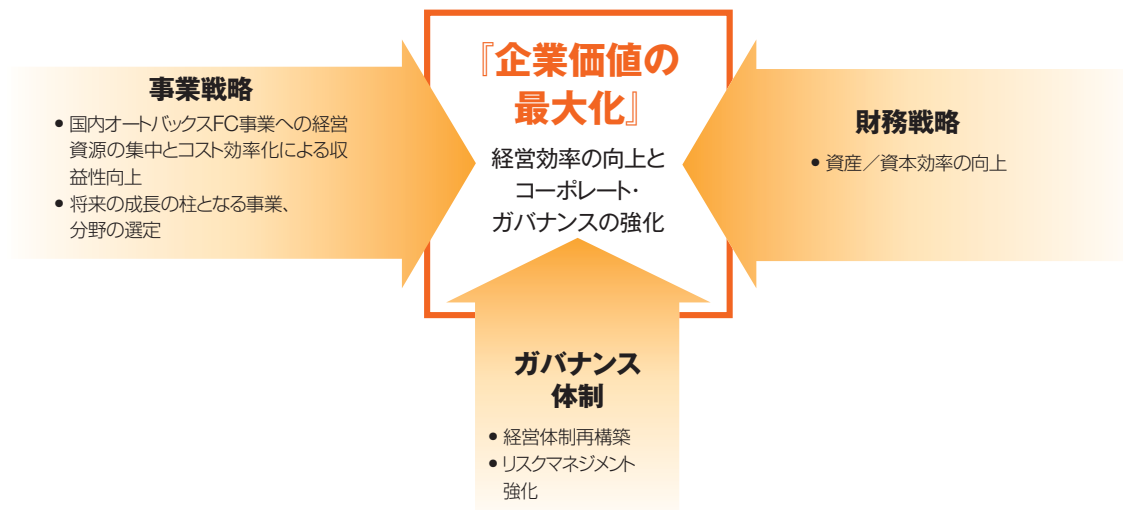 『企業価値の
最大化』
経営効率の向上と
コーポレート・
ガバナンスの強化
事業戦略
• 国内オートバックスFC事業への経営
資源の集中とコスト効率化による収
益性向上
• 将来の成長の柱となる事業、
分野の選定
財務戦略
• 資産／資本効率の向上
ガバナンス
体制
• 経営体制再構築
• リスクマネジメント
強化